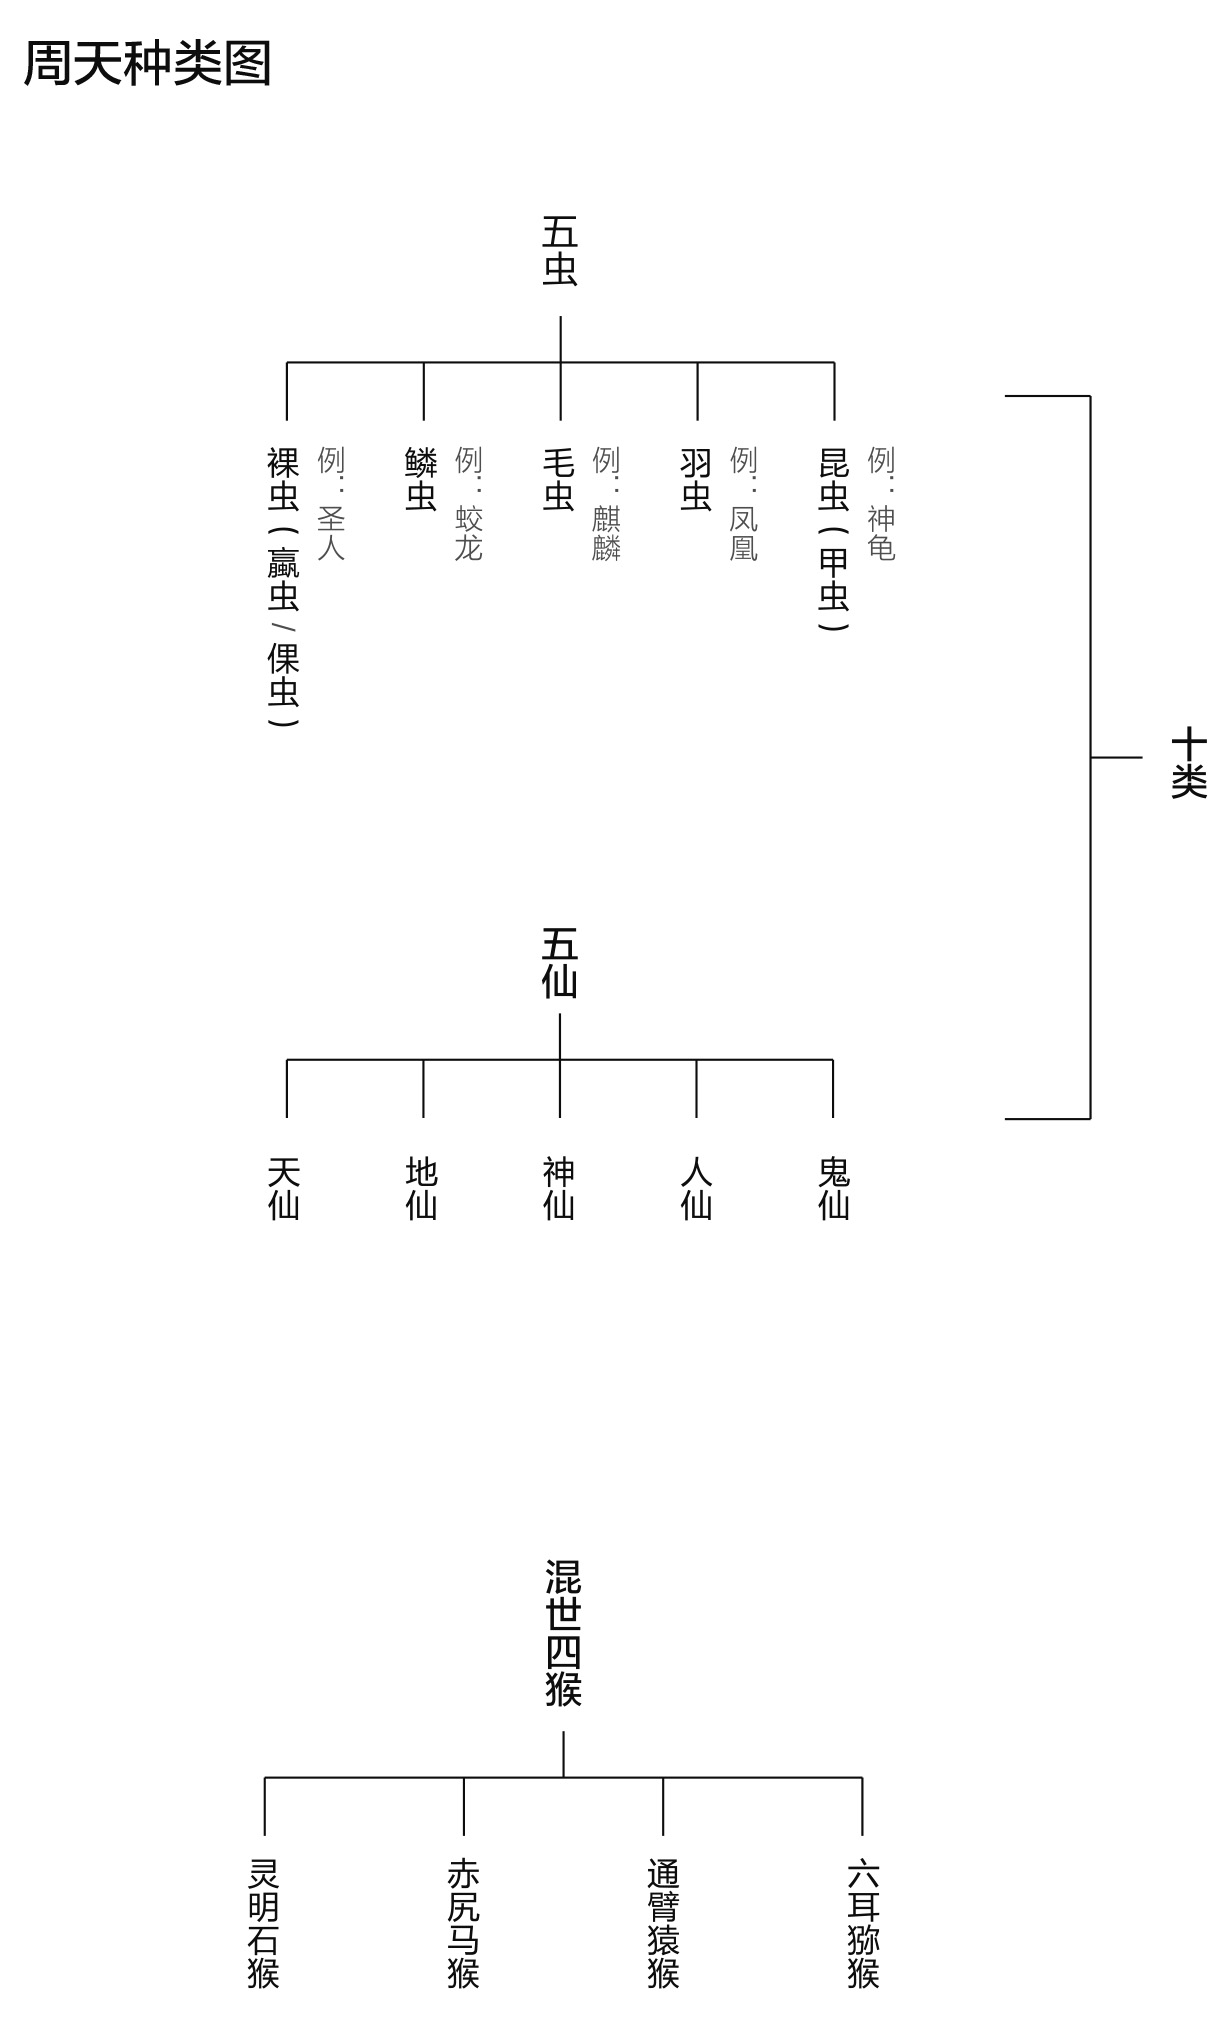 周天种类图
五虫
裸虫(蠃虫/倮虫)
例:圣人
鳞虫
例:蛟龙
毛虫
例:麒麟
羽虫
例:凤凰
昆虫(甲虫)
例:神龟
十类
五仙
天仙
地仙
神仙
人仙
鬼仙
混世四猴
灵明石猴
赤尻马猴
通臂猿猴
六耳猕猴